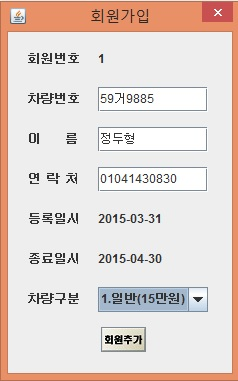 회원가입
회원번호 1
차량번호 59거9885
이 름 정두형
연 락 처 01041430830
등록일시 2015-03-31
종료일시 2015-04-30
차량구분 1.일반(15만원)
회원추가